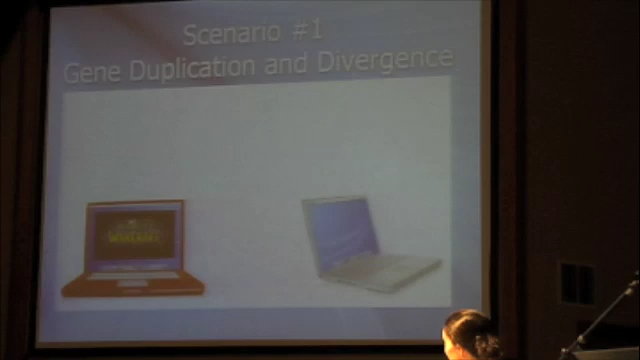 Scenario #1
Gene Duplication and Divergence